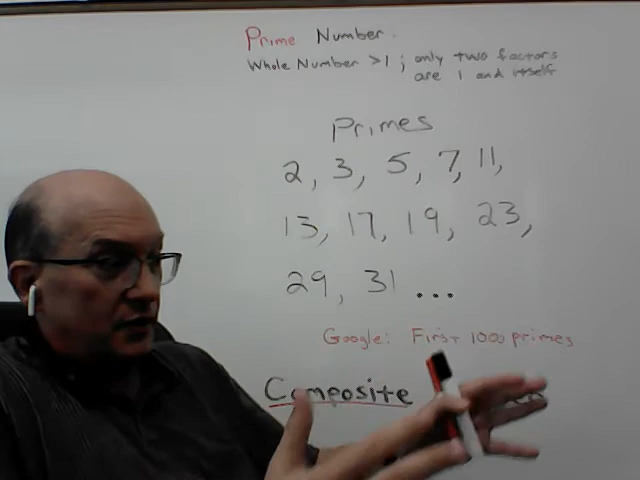 Prime Number.
Whole Number >1 ; only two factors
are 1 and itself
Primes
2, 3, 5, 7, 11,
13, 17, 19, 23,
29, 31 ...
Google: First 1000 primes
Composite